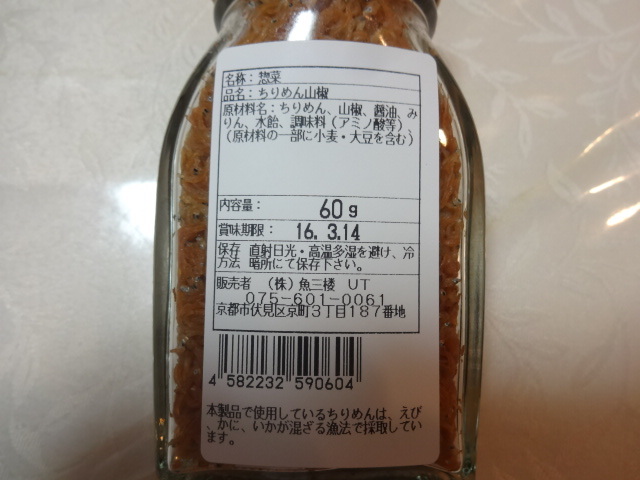 名称：惣菜
品名：ちりめん山椒
原材料名：ちりめん、山椒、醤油、み
りん、水飴、調味料（アミノ酸等）
（原材料の一部に小麦・大豆を含む）
内容量： 60g
賞味期限： 16. 3.14
保存 直射日光・高温多湿を避け、冷
方法 暗所にて保存下さい。
販売者 （株）魚三楼 UT
075-601-0061
京都市伏見区京町3丁目187番地
4 582232 590604
本製品で使用しているちりめんは、えび
、かに、いかが混ざる漁法で採取してい
ます。